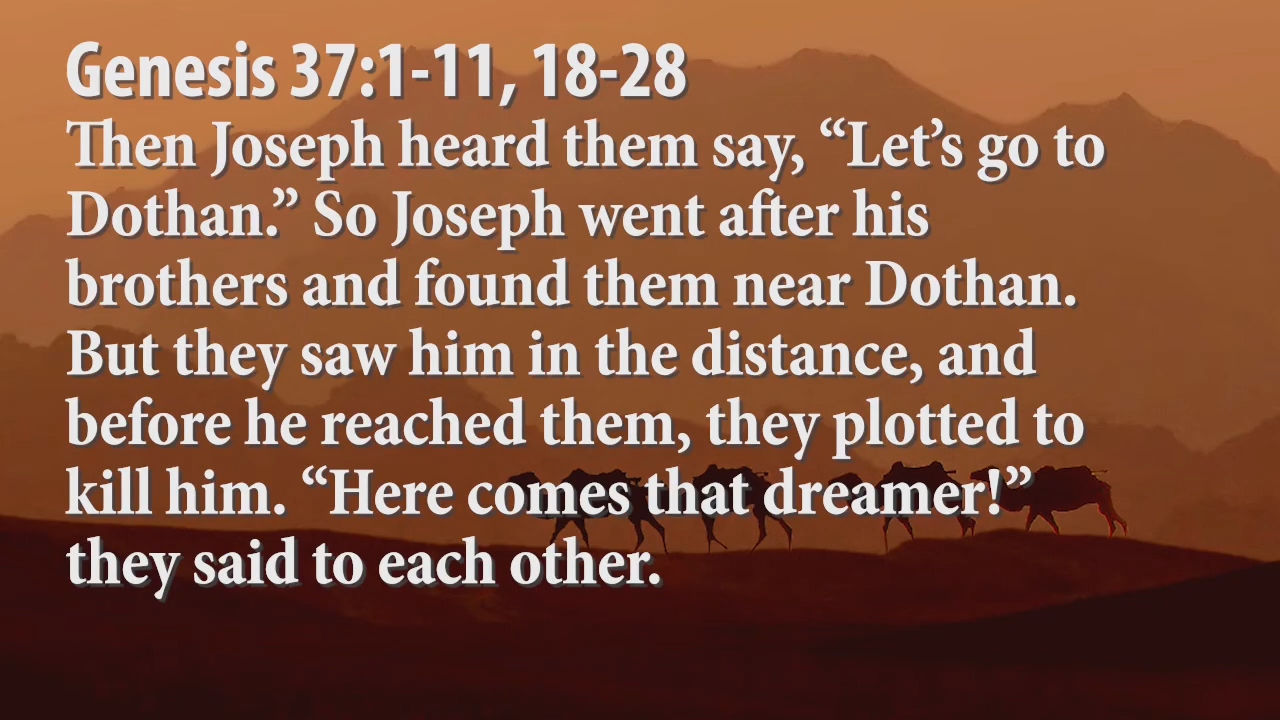 Genesis 37:1-11, 18-28
Then Joseph heard them say, “Let’s go to
Dothan.” So Joseph went after his
brothers and found them near Dothan.
But they saw him in the distance, and
before he reached them, they plotted to
kill him. “Here comes that dreamer!”
they said to each other.